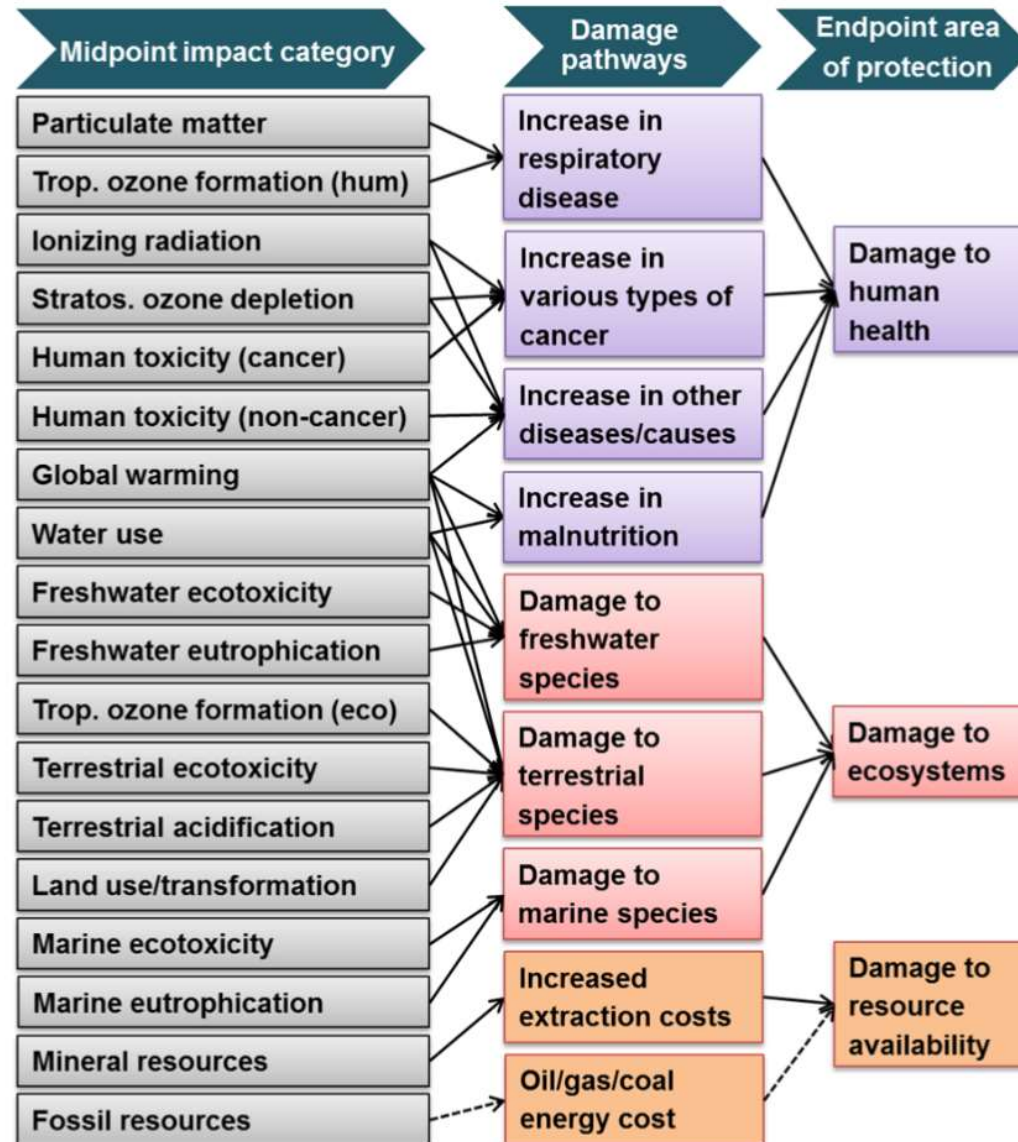 Midpoint impact category
Damage
pathways
Endpoint area
of protection
Particulate matter
Trop. ozone formation (hum)
Ionizing radiation
Stratos. ozone depletion
Human toxicity (cancer)
Human toxicity (non-cancer)
Global warming
Water use
Freshwater ecotoxicity
Freshwater eutrophication
Trop. ozone formation (eco)
Terrestrial ecotoxicity
Terrestrial acidification
Land use/transformation
Marine ecotoxicity
Marine eutrophication
Mineral resources
Fossil resources
Increase in
respiratory
disease
Increase in
various types of
cancer
Increase in other
diseases/causes
Increase in
malnutrition
Damage to
freshwater
species
Damage to
terrestrial
species
Damage to
marine species
Increased
extraction costs
Oil/gas/coal
energy cost
Damage to
human
health
Damage to
ecosystems
Damage to
resource
availability